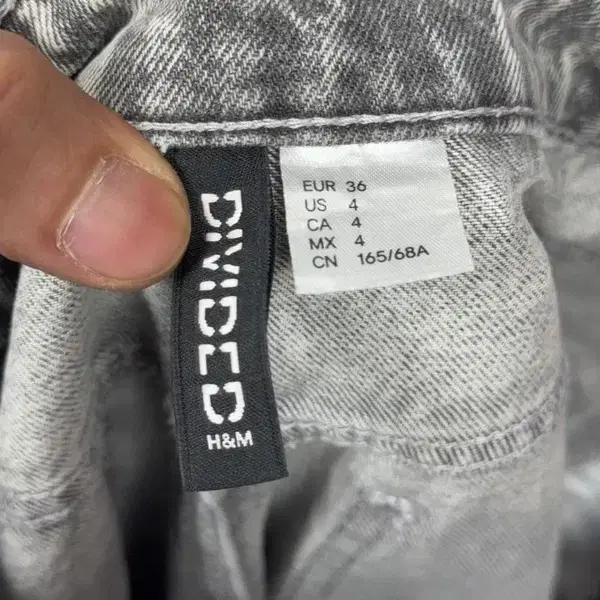 DIVIDED
H&M
EUR 36
US 4
CA 4
MX 4
CN 165/68A